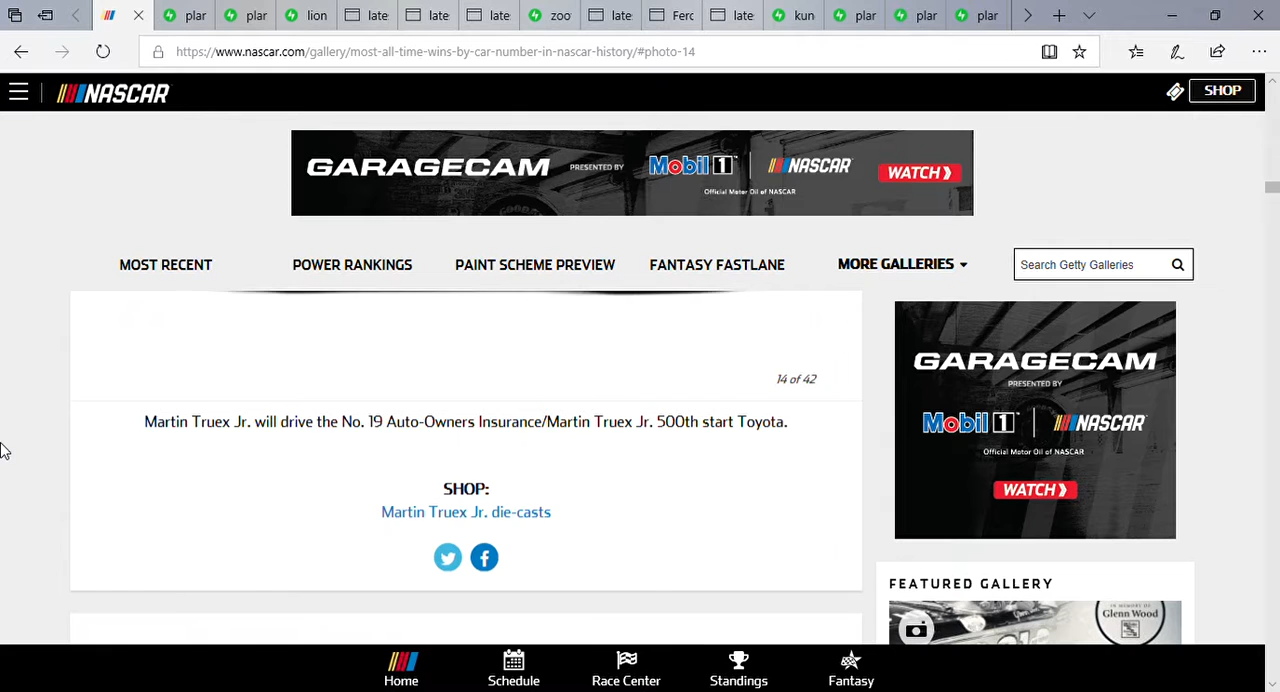 plar
plar
lion
late
late
late
zoo
late
Ferc
late
kun
plar
plar
plar
https://www.nascar.com/gallery/most-all-time-wins-by-car-number-in-nascar-history/#photo-14
NASCAR
SHOP
GARAGECAM PRESENTED BY Mobil 1 NASCAR WATCH
Official Motor Oil of NASCAR
MOST RECENT POWER RANKINGS PAINT SCHEME PREVIEW FANTASY FASTLANE MORE GALLERIES Search Getty Galleries
14 of 42
Martin Truex Jr. will drive the No. 19 Auto-Owners Insurance/Martin Truex Jr. 500th start Toyota.
SHOP:
Martin Truex Jr. die-casts
GARAGECAM
PRESENTED BY
Mobil 1 NASCAR
Official Motor Oil of NASCAR
WATCH
FEATURED GALLERY
IN MEMORY OF
Glenn Wood
Home Schedule Race Center Standings Fantasy